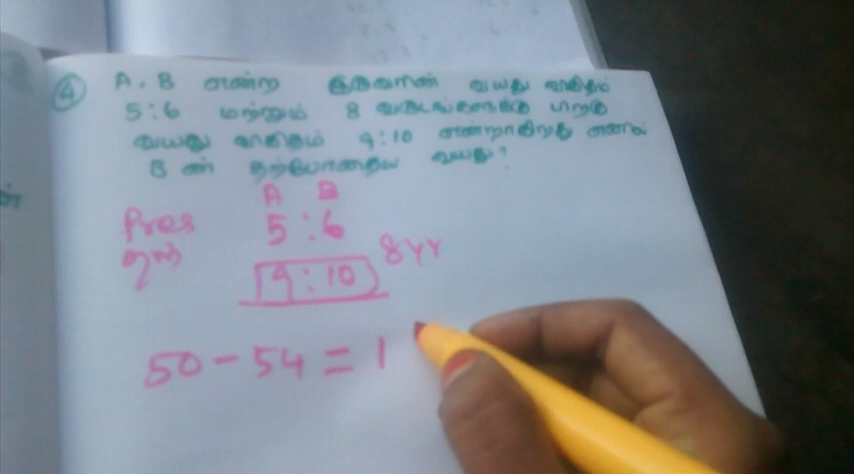 ④ A, B என்ற இருவரின் வயது விகிதம்
5:6 மற்றும் 8 வருடங்களுக்கு பிறகு
வயது விகிதம் 9:10 என்றாகிறது எனில்
B ன் தற்போதைய வயது?
A B
Pres 5:6
9:10 8yr
50-54=1